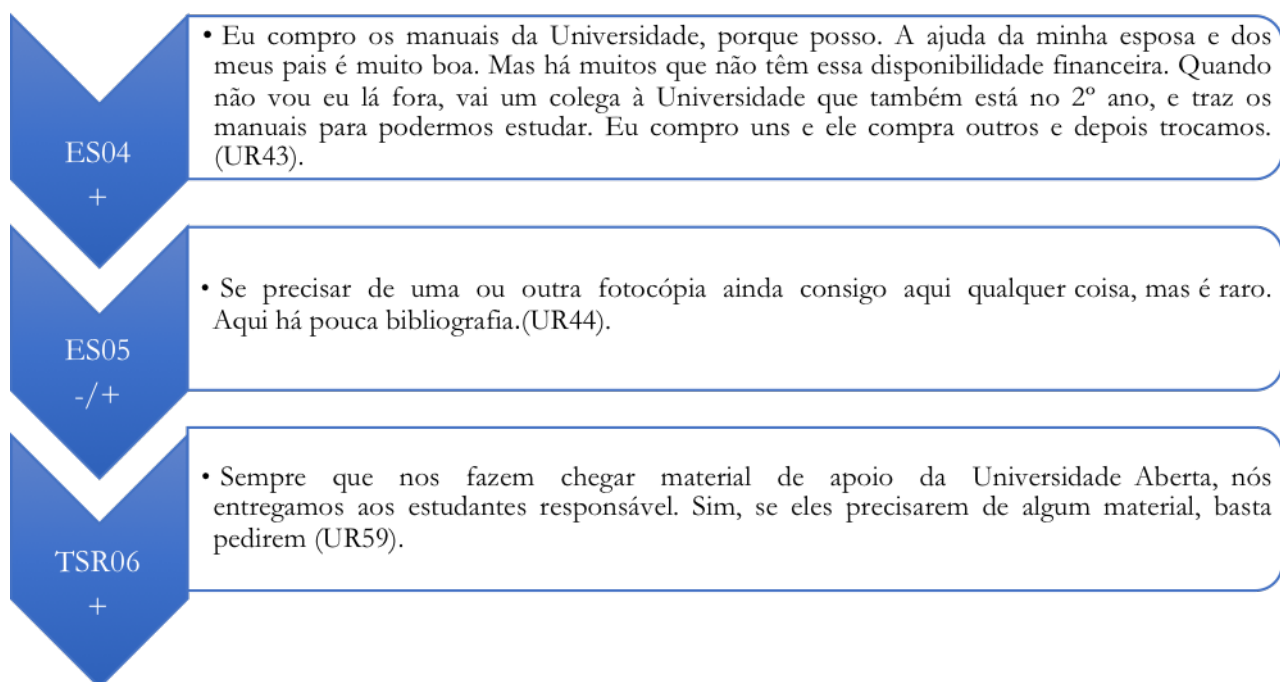 • Eu compro os manuais da Universidade, porque posso. A ajuda da minha esposa e dos
meus pais é muito boa. Mas há muitos que não têm essa disponibilidade financeira. Quando
não vou eu lá fora, vai um colega à Universidade que também está no 2º ano, e traz os
manuais para podermos estudar. Eu compro uns e ele compra outros e depois trocamos.
(UR43).
ES04
+
• Se precisar de uma ou outra fotocópia ainda consigo aqui qualquer coisa, mas é raro.
Aqui há pouca bibliografia.(UR44).
ES05
-/+
• Sempre que nos fazem chegar material de apoio da Universidade Aberta, nós
entregamos aos estudantes responsável. Sim, se eles precisarem de algum material, basta
pedirem (UR59).
TSR06
+